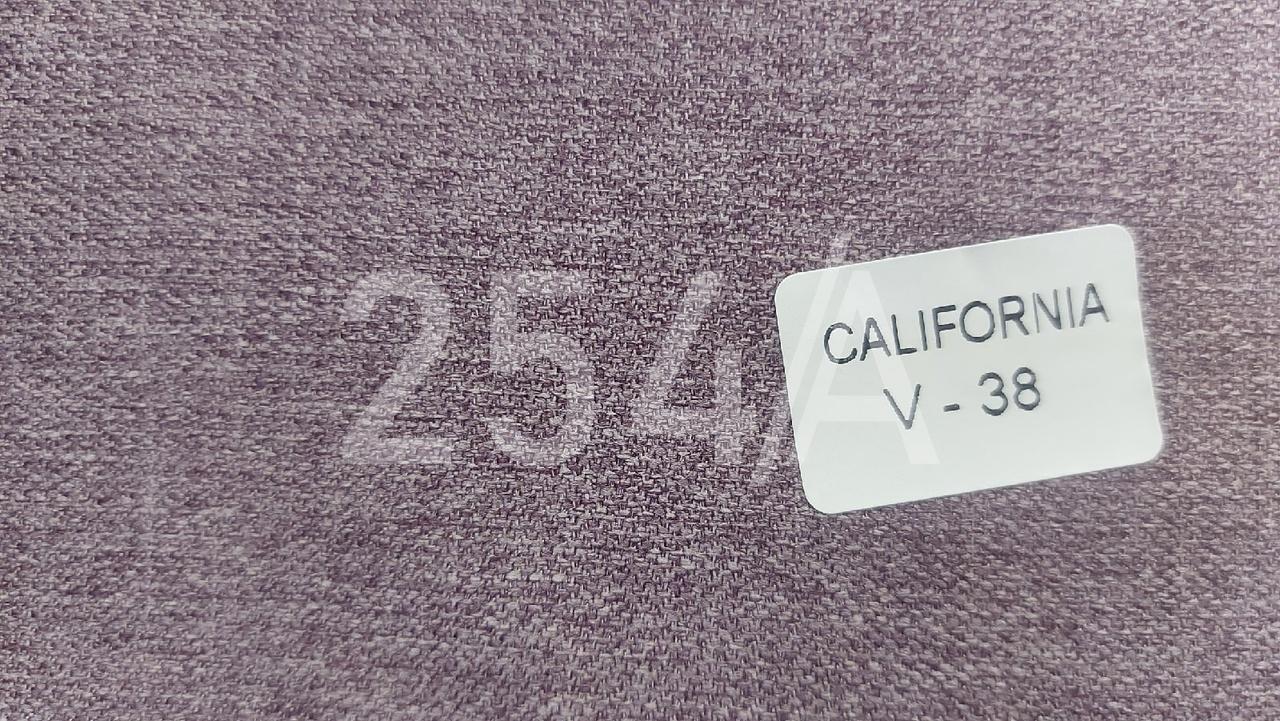 254/A
CALIFORNIA
V - 38